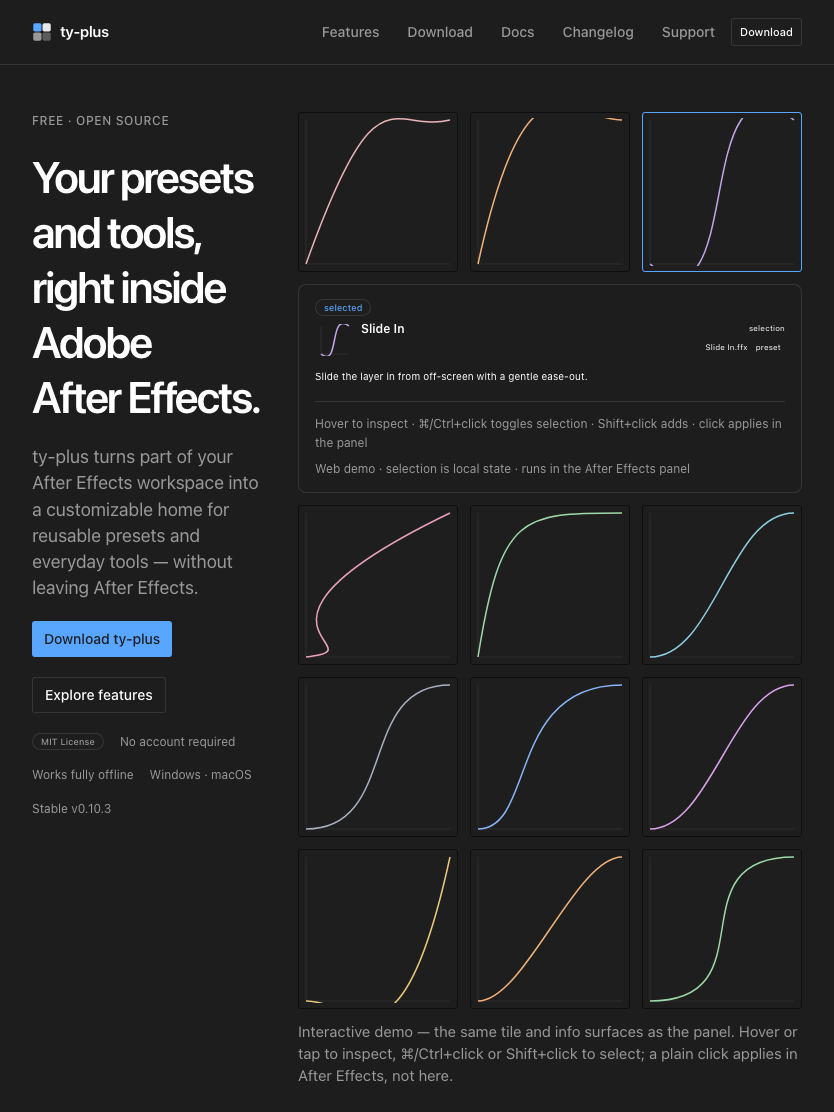 ty-plus
Features
Download
Docs
Changelog
Support
Download
FREE · OPEN SOURCE
Your presets
and tools,
right inside
Adobe
After Effects.
ty-plus turns part of your
After Effects workspace into
a customizable home for
reusable presets and
everyday tools — without
leaving After Effects.
Download ty-plus
Explore features
MIT License
No account required
Works fully offline
Windows · macOS
Stable v0.10.3
selected
Slide In
selection
Slide In.ffx preset
Slide the layer in from off-screen with a gentle ease-out.
Hover to inspect · ⌘/Ctrl+click toggles selection · Shift+click adds · click applies in
the panel
Web demo · selection is local state · runs in the After Effects panel
Interactive demo — the same tile and info surfaces as the panel. Hover or
tap to inspect, ⌘/Ctrl+click or Shift+click to select; a plain click applies in
After Effects, not here.